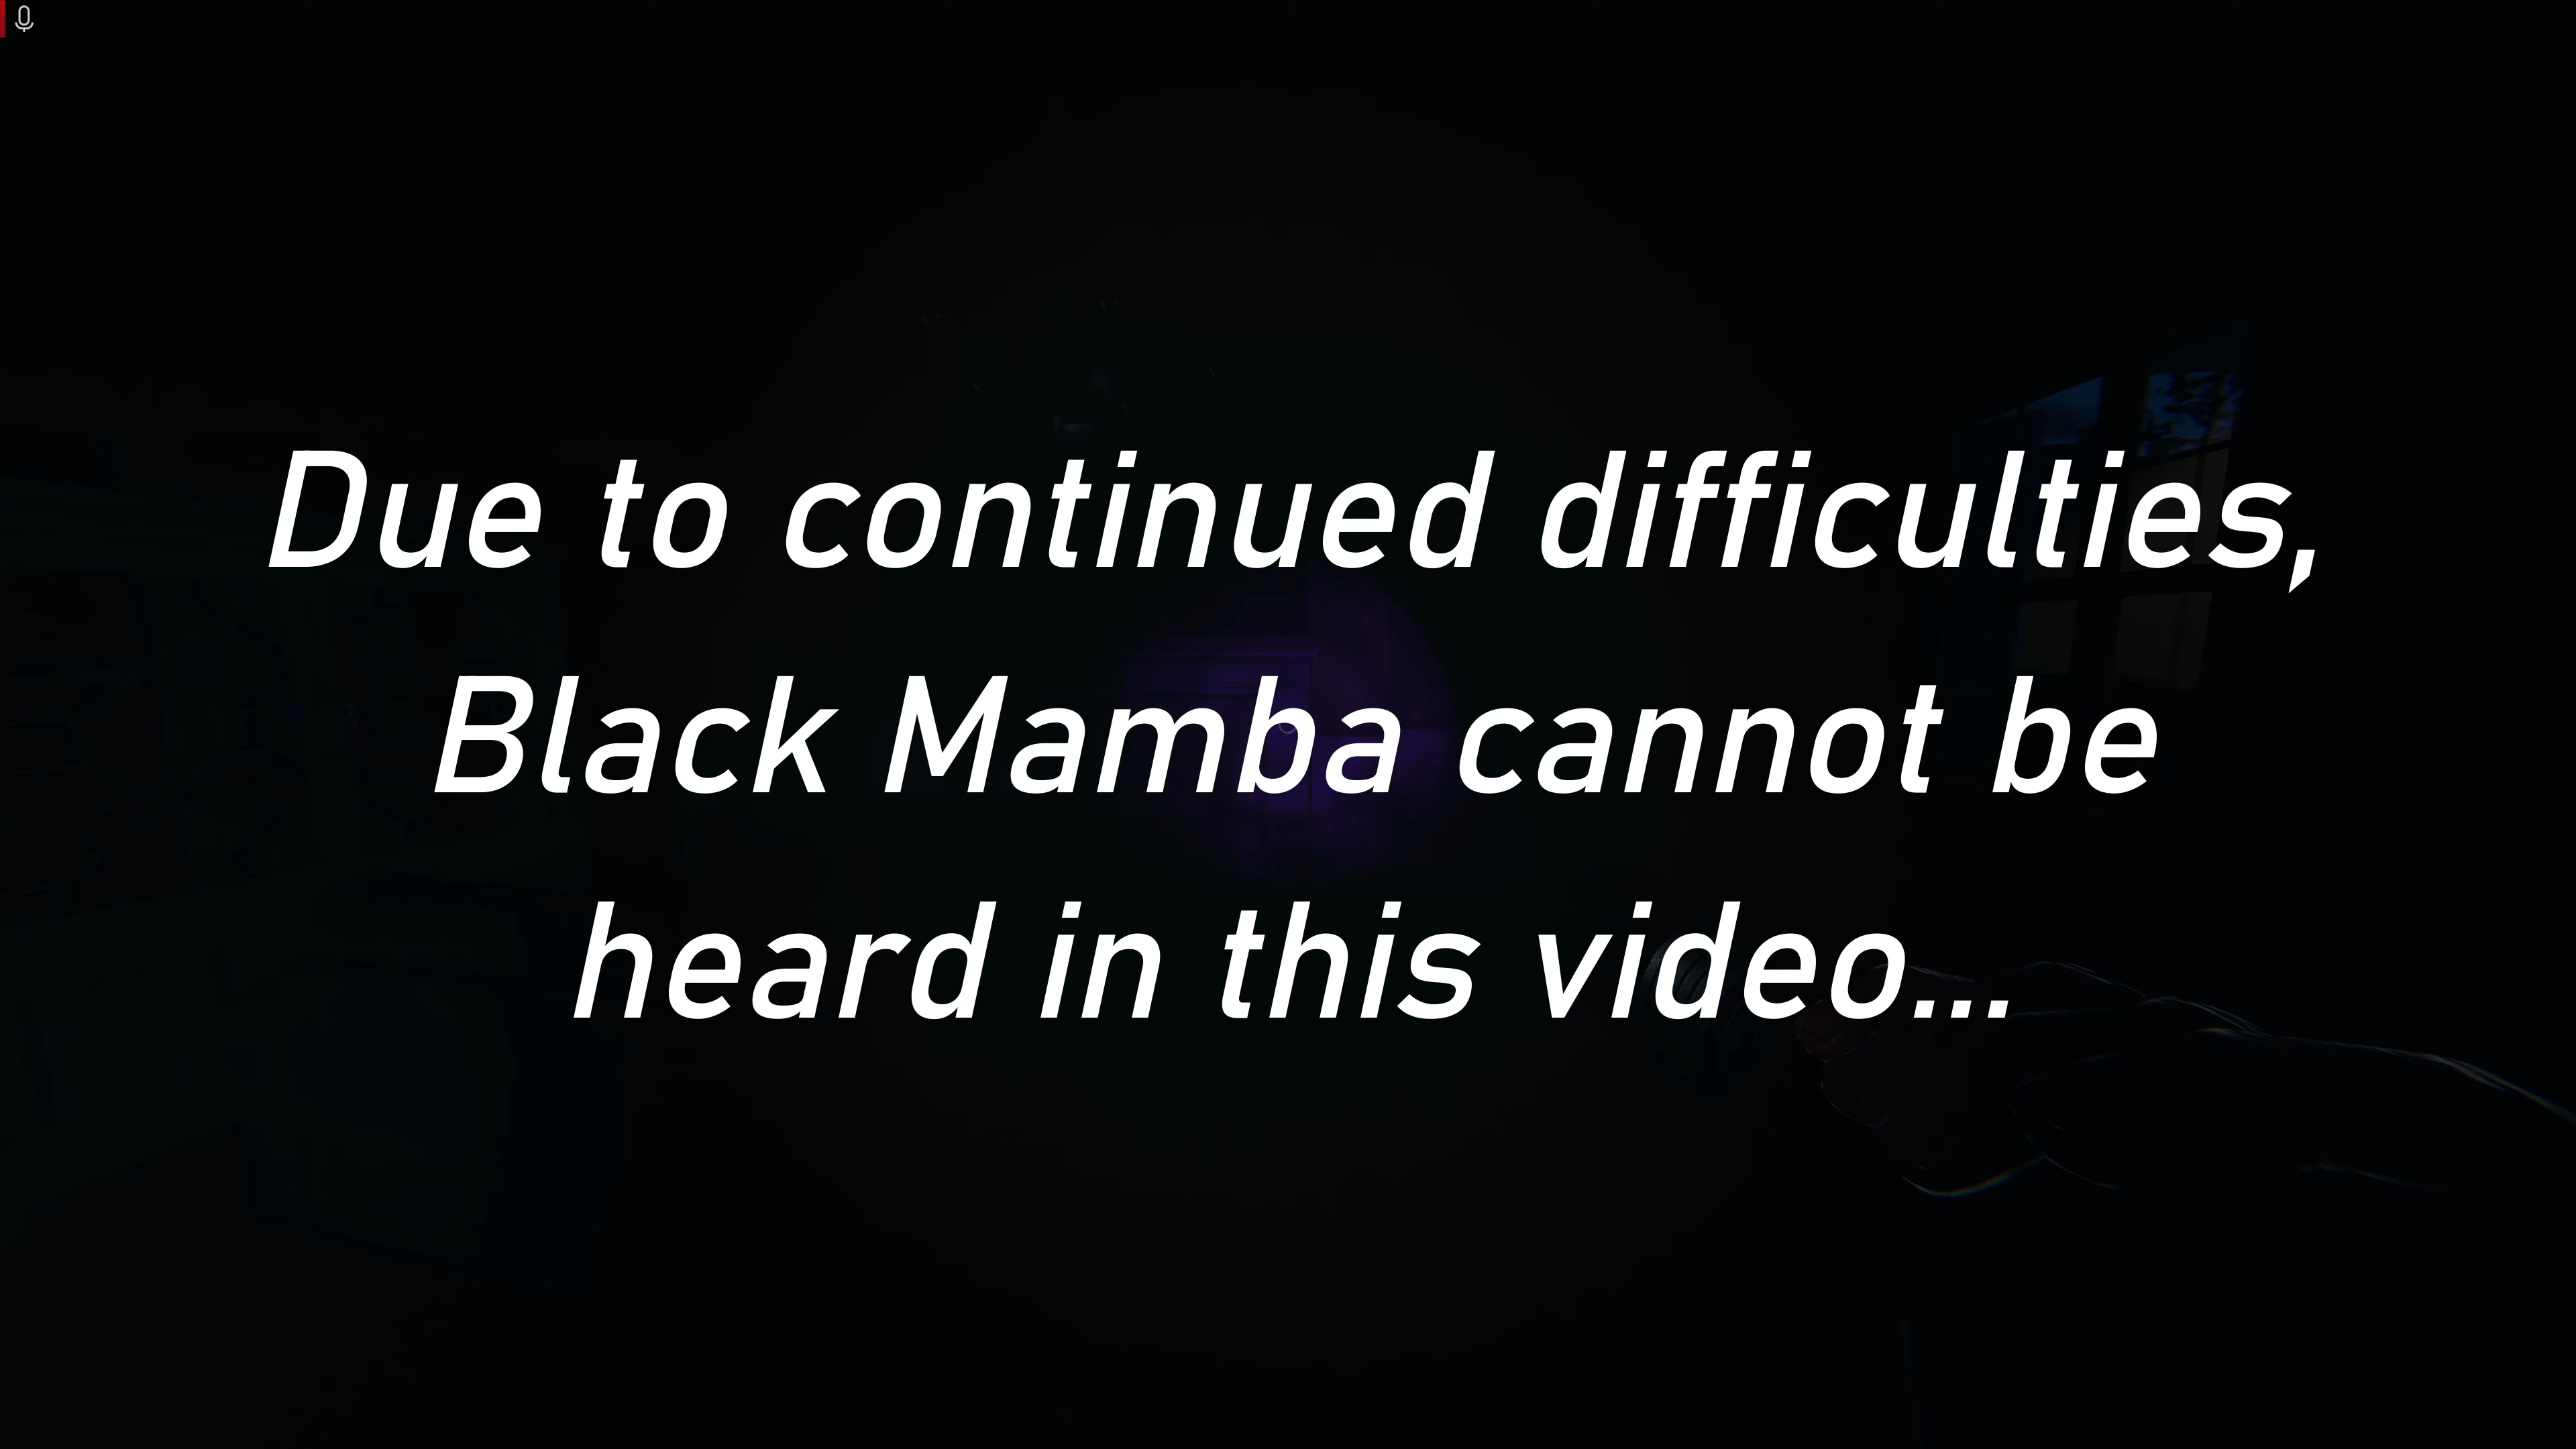 Due to continued difficulties,
Black Mamba cannot be
heard in this video...